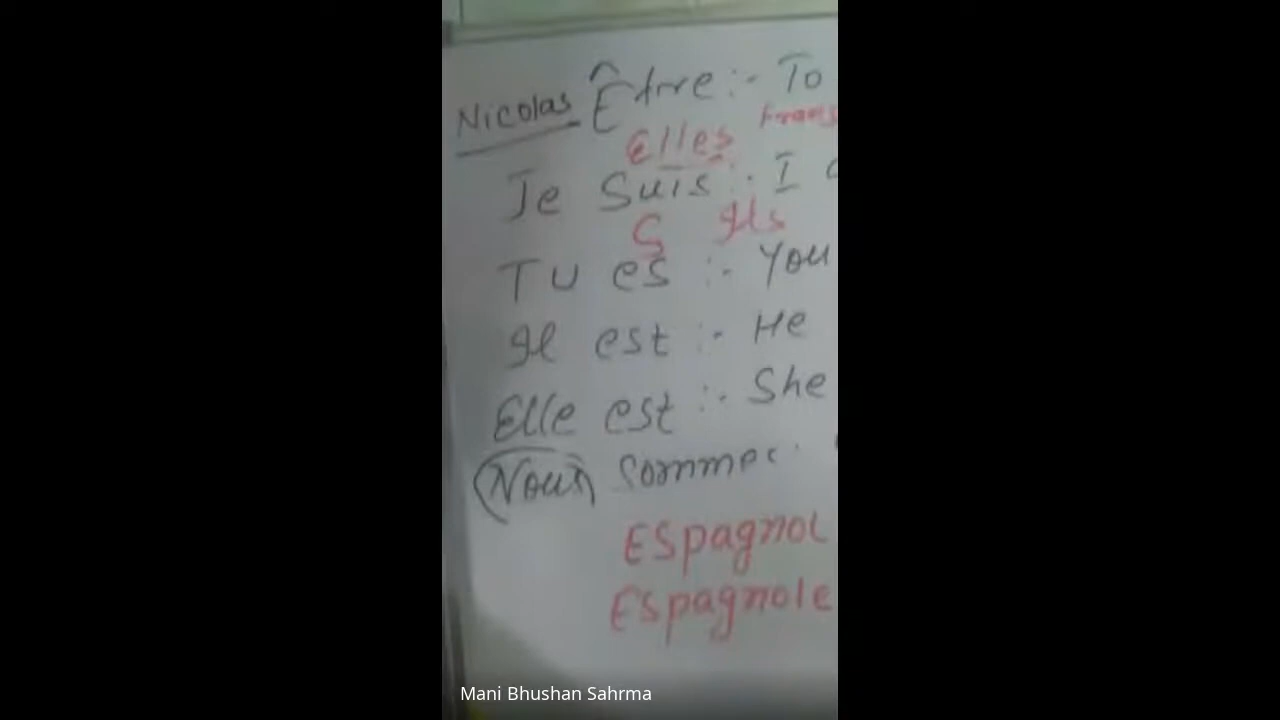 Nicolas Être :- To
Elles
Je Suis :- I
Ç Ils
TU es :- You
Il est :- He
Elle est :- She
Nous Somme
ESpagnol
Espagnole
Mani Bhushan Sahrma